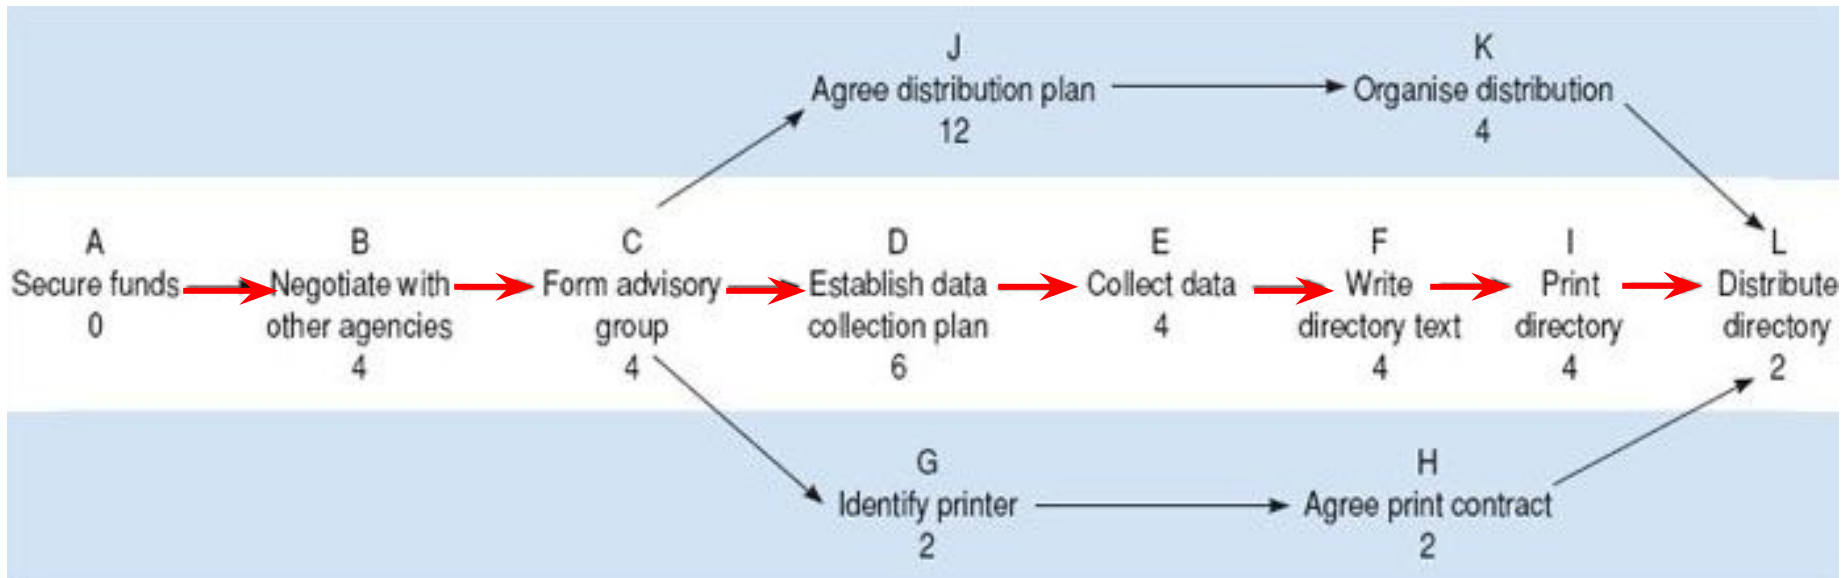 J
Agree distribution plan
12
K
Organise distribution
4
A
Secure funds
0
B
Negotiate with
other agencies
4
C
Form advisory
group
4
D
Establish data
collection plan
6
E
Collect data
4
F
Write
directory text
4
I
Print
directory
4
L
Distribute
directory
2
G
Identify printer
2
H
Agree print contract
2